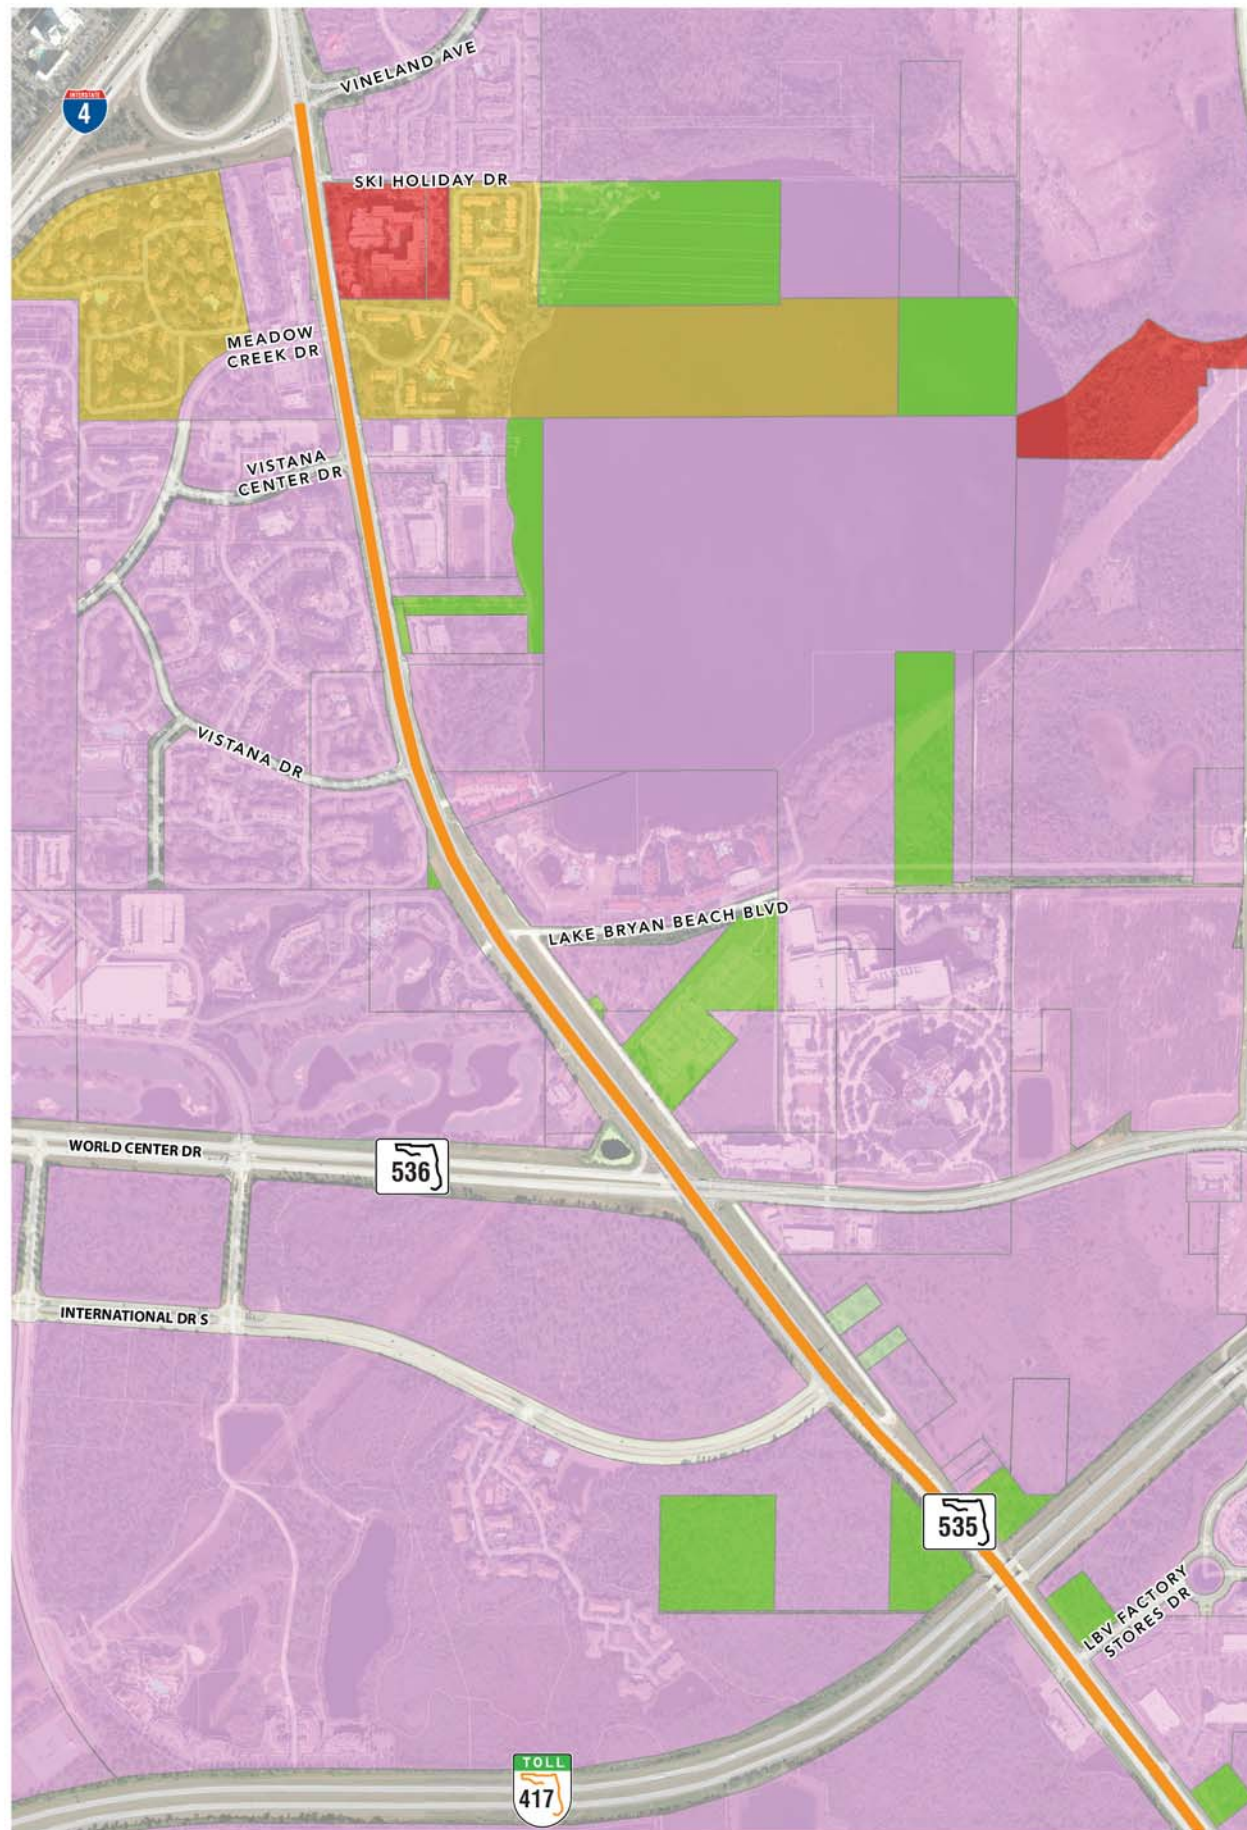 VINELAND AVE
INTERSTATE
4
SKI HOLIDAY DR
MEADOW
CREEK DR
VISTANA
CENTER DR
VISTANA DR
LAKE BRYAN BEACH BLVD
WORLD CENTER DR
536
INTERNATIONAL DR S
535
LBV FACTORY
STORES DR
TOLL
417